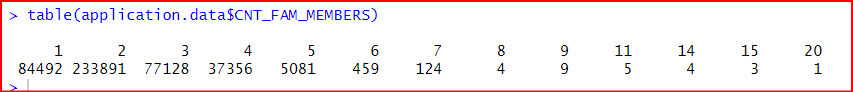 > table(application.data$CNT_FAM_MEMBERS)
1 2 3 4 5 6 7 8 9 11 14 15 20
84492 233891 77128 37356 5081 459 124 4 9 5 4 3 1
>